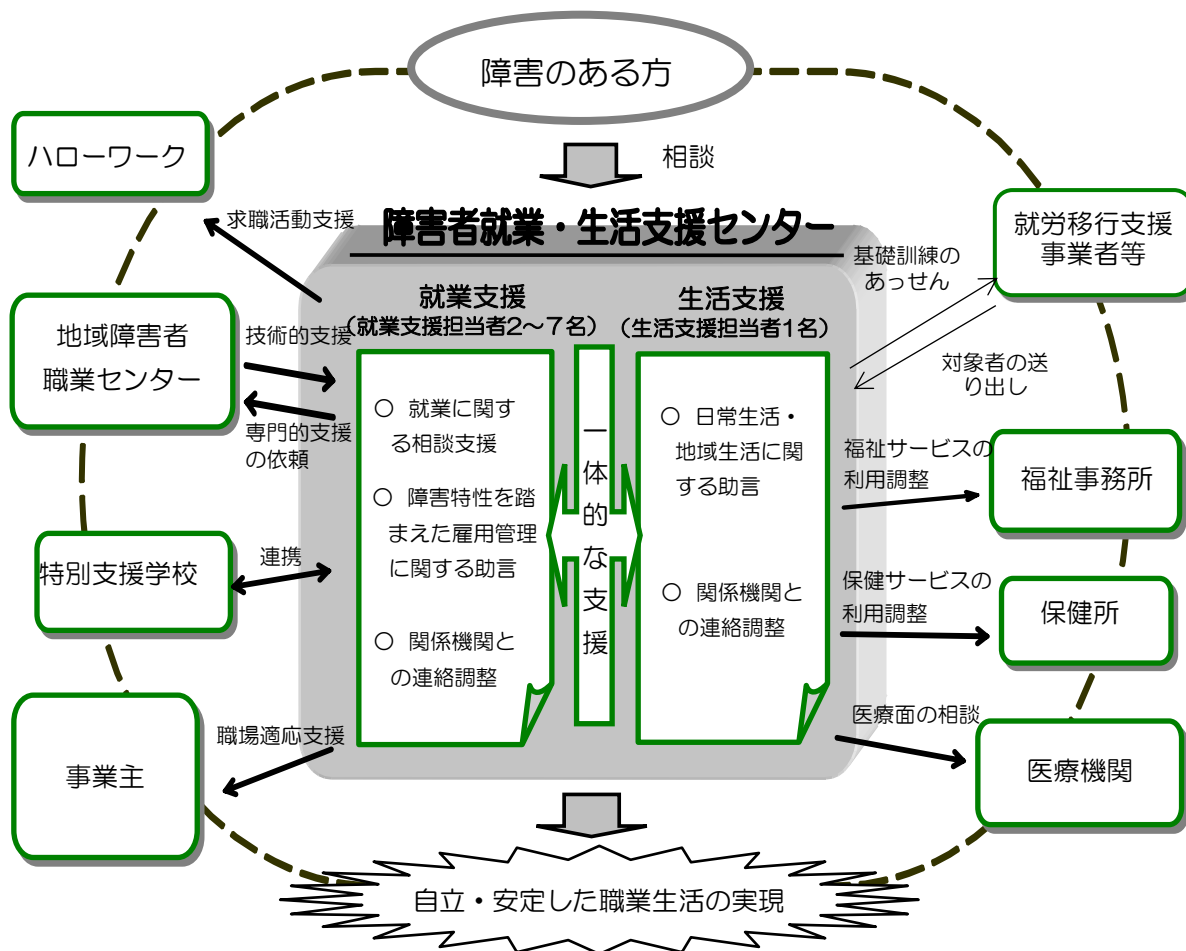 障害のある方
相談
ハローワーク
求職活動支援
障害者就業・生活支援センター
就労移行支援
事業者等
基礎訓練の
あっせん
対象者の送
り出し
地域障害者
職業センター
技術的支援
専門的支援
の依頼
就業支援
(就業支援担当者2~7名)
○ 就業に関す
る相談支援
○ 障害特性を踏
まえた雇用管理
に関する助言
○ 関係機関と
の連絡調整
一体的な支援
生活支援
(生活支援担当者1名)
○ 日常生活・
地域生活に関
する助言
○ 関係機関と
の連絡調整
福祉サービスの
利用調整
福祉事務所
特別支援学校
連携
保健サービスの
利用調整
保健所
事業主
職場適応支援
医療面の相談
医療機関
自立・安定した職業生活の実現